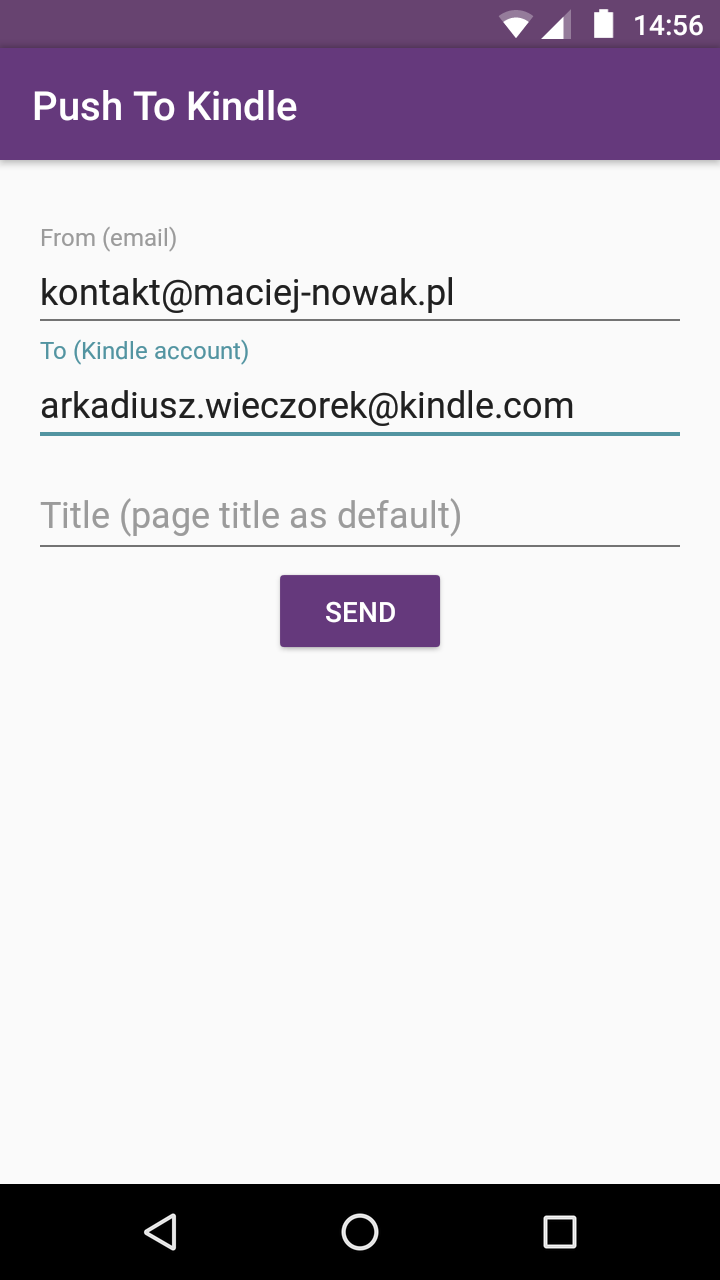 14:56
Push To Kindle
From (email)
kontakt@maciej-nowak.pl
To (Kindle account)
arkadiusz.wieczorek@kindle.com
Title (page title as default)
SEND